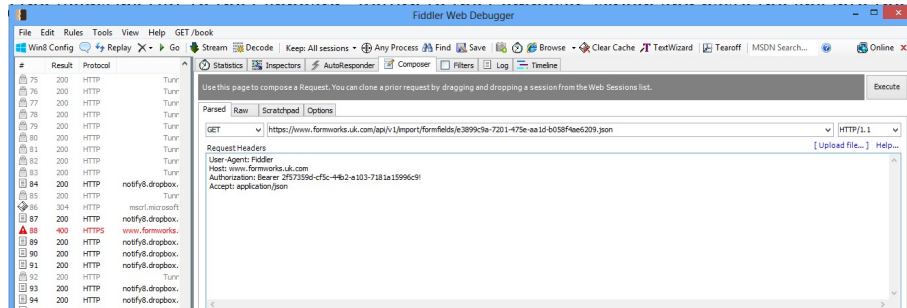 Fiddler Web Debugger
File Edit Rules Tools View Help GET /book
Win8 Config Replay X Go Stream Decode Keep: All sessions Any Process Find Save Browse Clear Cache TextWizard Tearoff MSDN Search... Online x
# Result Protocol
Statistics Inspectors AutoResponder Composer Filters Log Timeline
Use this page to compose a Request. You can clone a prior request by dragging and dropping a session from the Web Sessions list.
Execute
Parsed Raw Scratchpad Options
GET https://www.formworks.uk.com/api/v1/import/formfields/e3899c9a-7201-475e-aa1d-b058f4ae6209.json HTTP/1.1
Request Headers [ Upload file... ] Help...
User-Agent: Fiddler
Host: www.formworks.uk.com
Authorization: Bearer 2f57359d-cf5c-44b2-a103-7181a15996c9!
Accept: application/json
75 200 HTTP Tunr
76 200 HTTP Tunr
77 200 HTTP Tunr
78 200 HTTP Tunr
79 200 HTTP Tunr
80 200 HTTP Tunr
81 200 HTTP Tunr
82 200 HTTP Tunr
83 200 HTTP Tunr
84 200 HTTP notify8.dropbox.
85 200 HTTP Tunr
86 304 HTTP mscrl.microsoft
87 200 HTTP notify8.dropbox.
88 400 HTTPS www.formworks.
89 200 HTTP notify8.dropbox.
90 200 HTTP notify8.dropbox.
91 200 HTTP notify8.dropbox.
92 200 HTTP Tunr
93 200 HTTP notify8.dropbox.
94 200 HTTP notify8.dropbox.